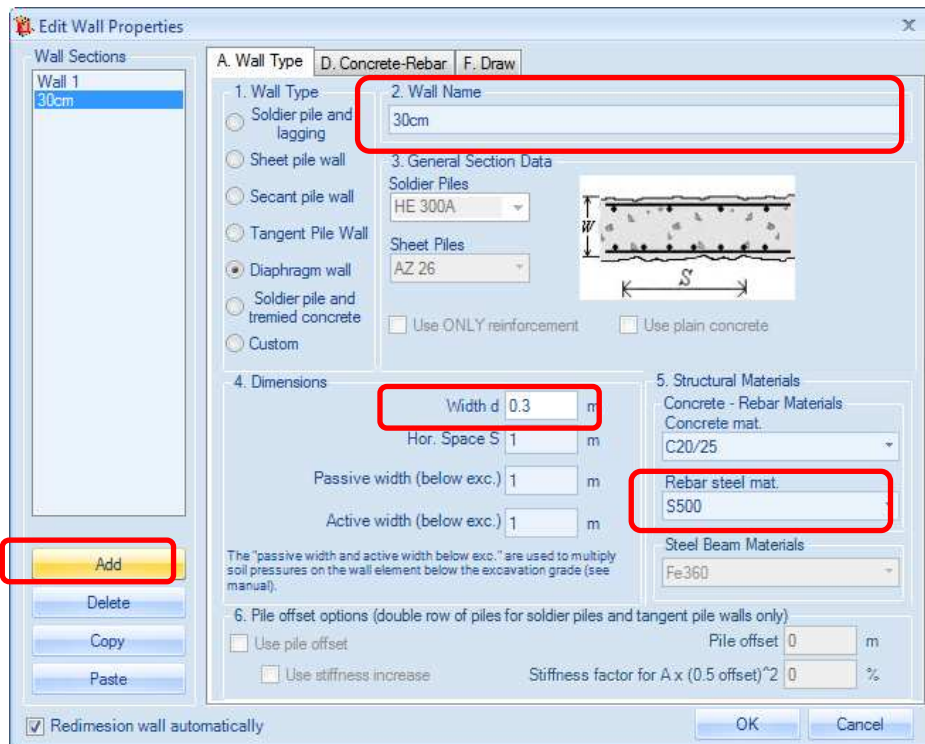 Edit Wall Properties
Wall Sections
Wall 1
30cm
Add
Delete
Copy
Paste
Redimesion wall automatically
A. Wall Type
D. Concrete-Rebar
F. Draw
1. Wall Type
Soldier pile and
lagging
Sheet pile wall
Secant pile wall
Tangent Pile Wall
Diaphragm wall
Soldier pile and
tremied concrete
Custom
2. Wall Name
30cm
3. General Section Data
Soldier Piles
HE 300A
Sheet Piles
AZ 26
W
S
Use ONLY reinforcement
Use plain concrete
4. Dimensions
Width d 0.3 m
Hor. Space S 1 m
Passive width (below exc.) 1 m
Active width (below exc.) 1 m
The "passive width and active width below exc." are used to multiply
soil pressures on the wall element below the excavation grade (see
manual).
5. Structural Materials
Concrete - Rebar Materials
Concrete mat.
C20/25
Rebar steel mat.
S500
Steel Beam Materials
Fe360
6. Pile offset options (double row of piles for soldier piles and tangent pile walls only)
Use pile offset
Pile offset 0 m
Use stiffness increase
Stiffness factor for A x (0.5 offset)^2 0 %
OK
Cancel